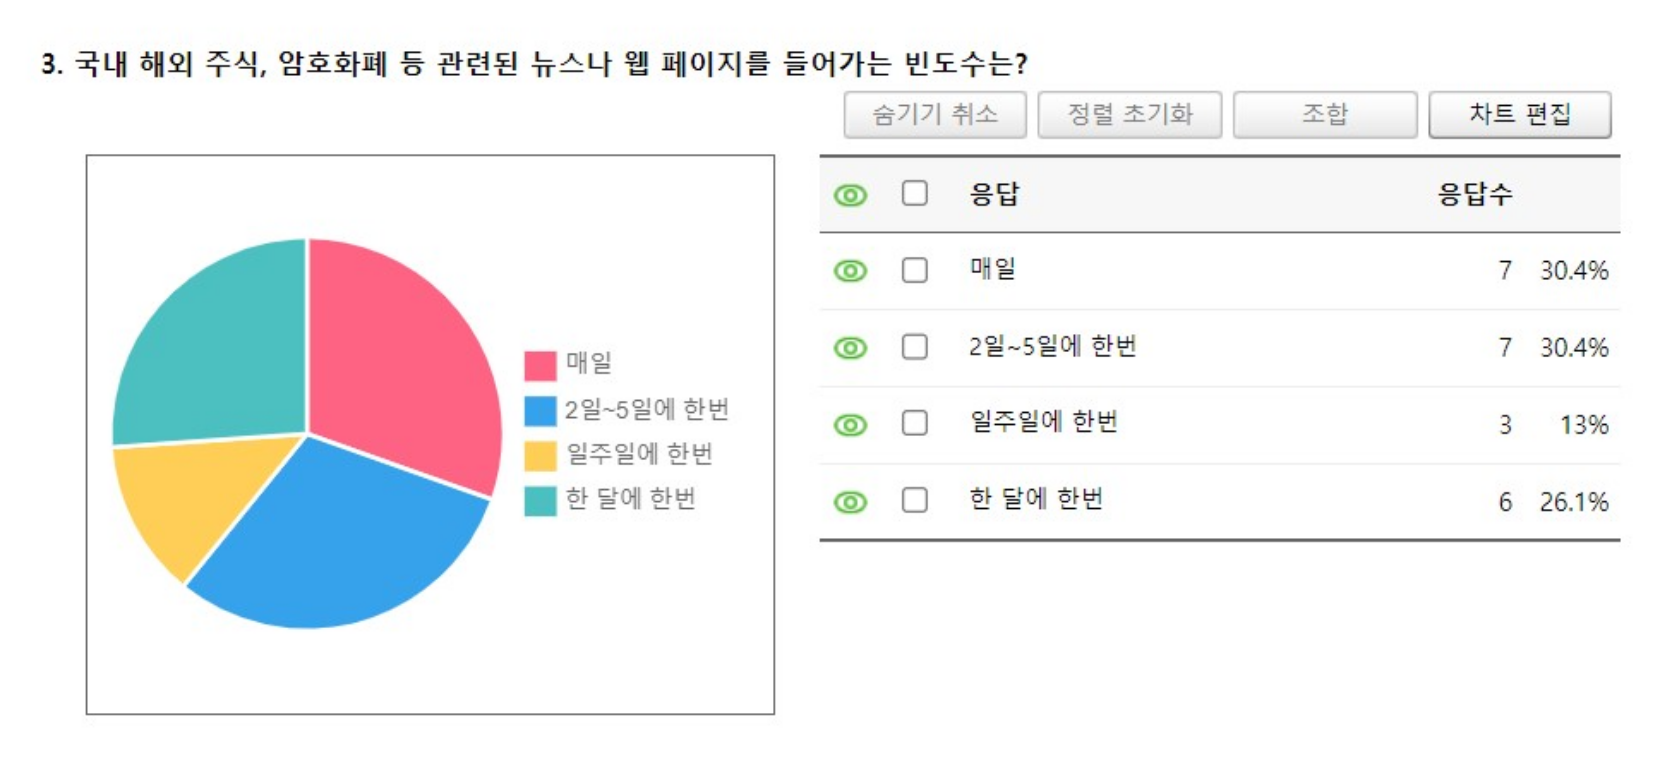 3. 국내 해외 주식, 암호화폐 등 관련된 뉴스나 웹 페이지를 들어가는 빈도수는?
숨기기 취소 정렬 초기화 조합 차트 편집
매일
2일~5일에 한번
일주일에 한번
한 달에 한번
응답 응답수
매일 7 30.4%
2일~5일에 한번 7 30.4%
일주일에 한번 3 13%
한 달에 한번 6 26.1%